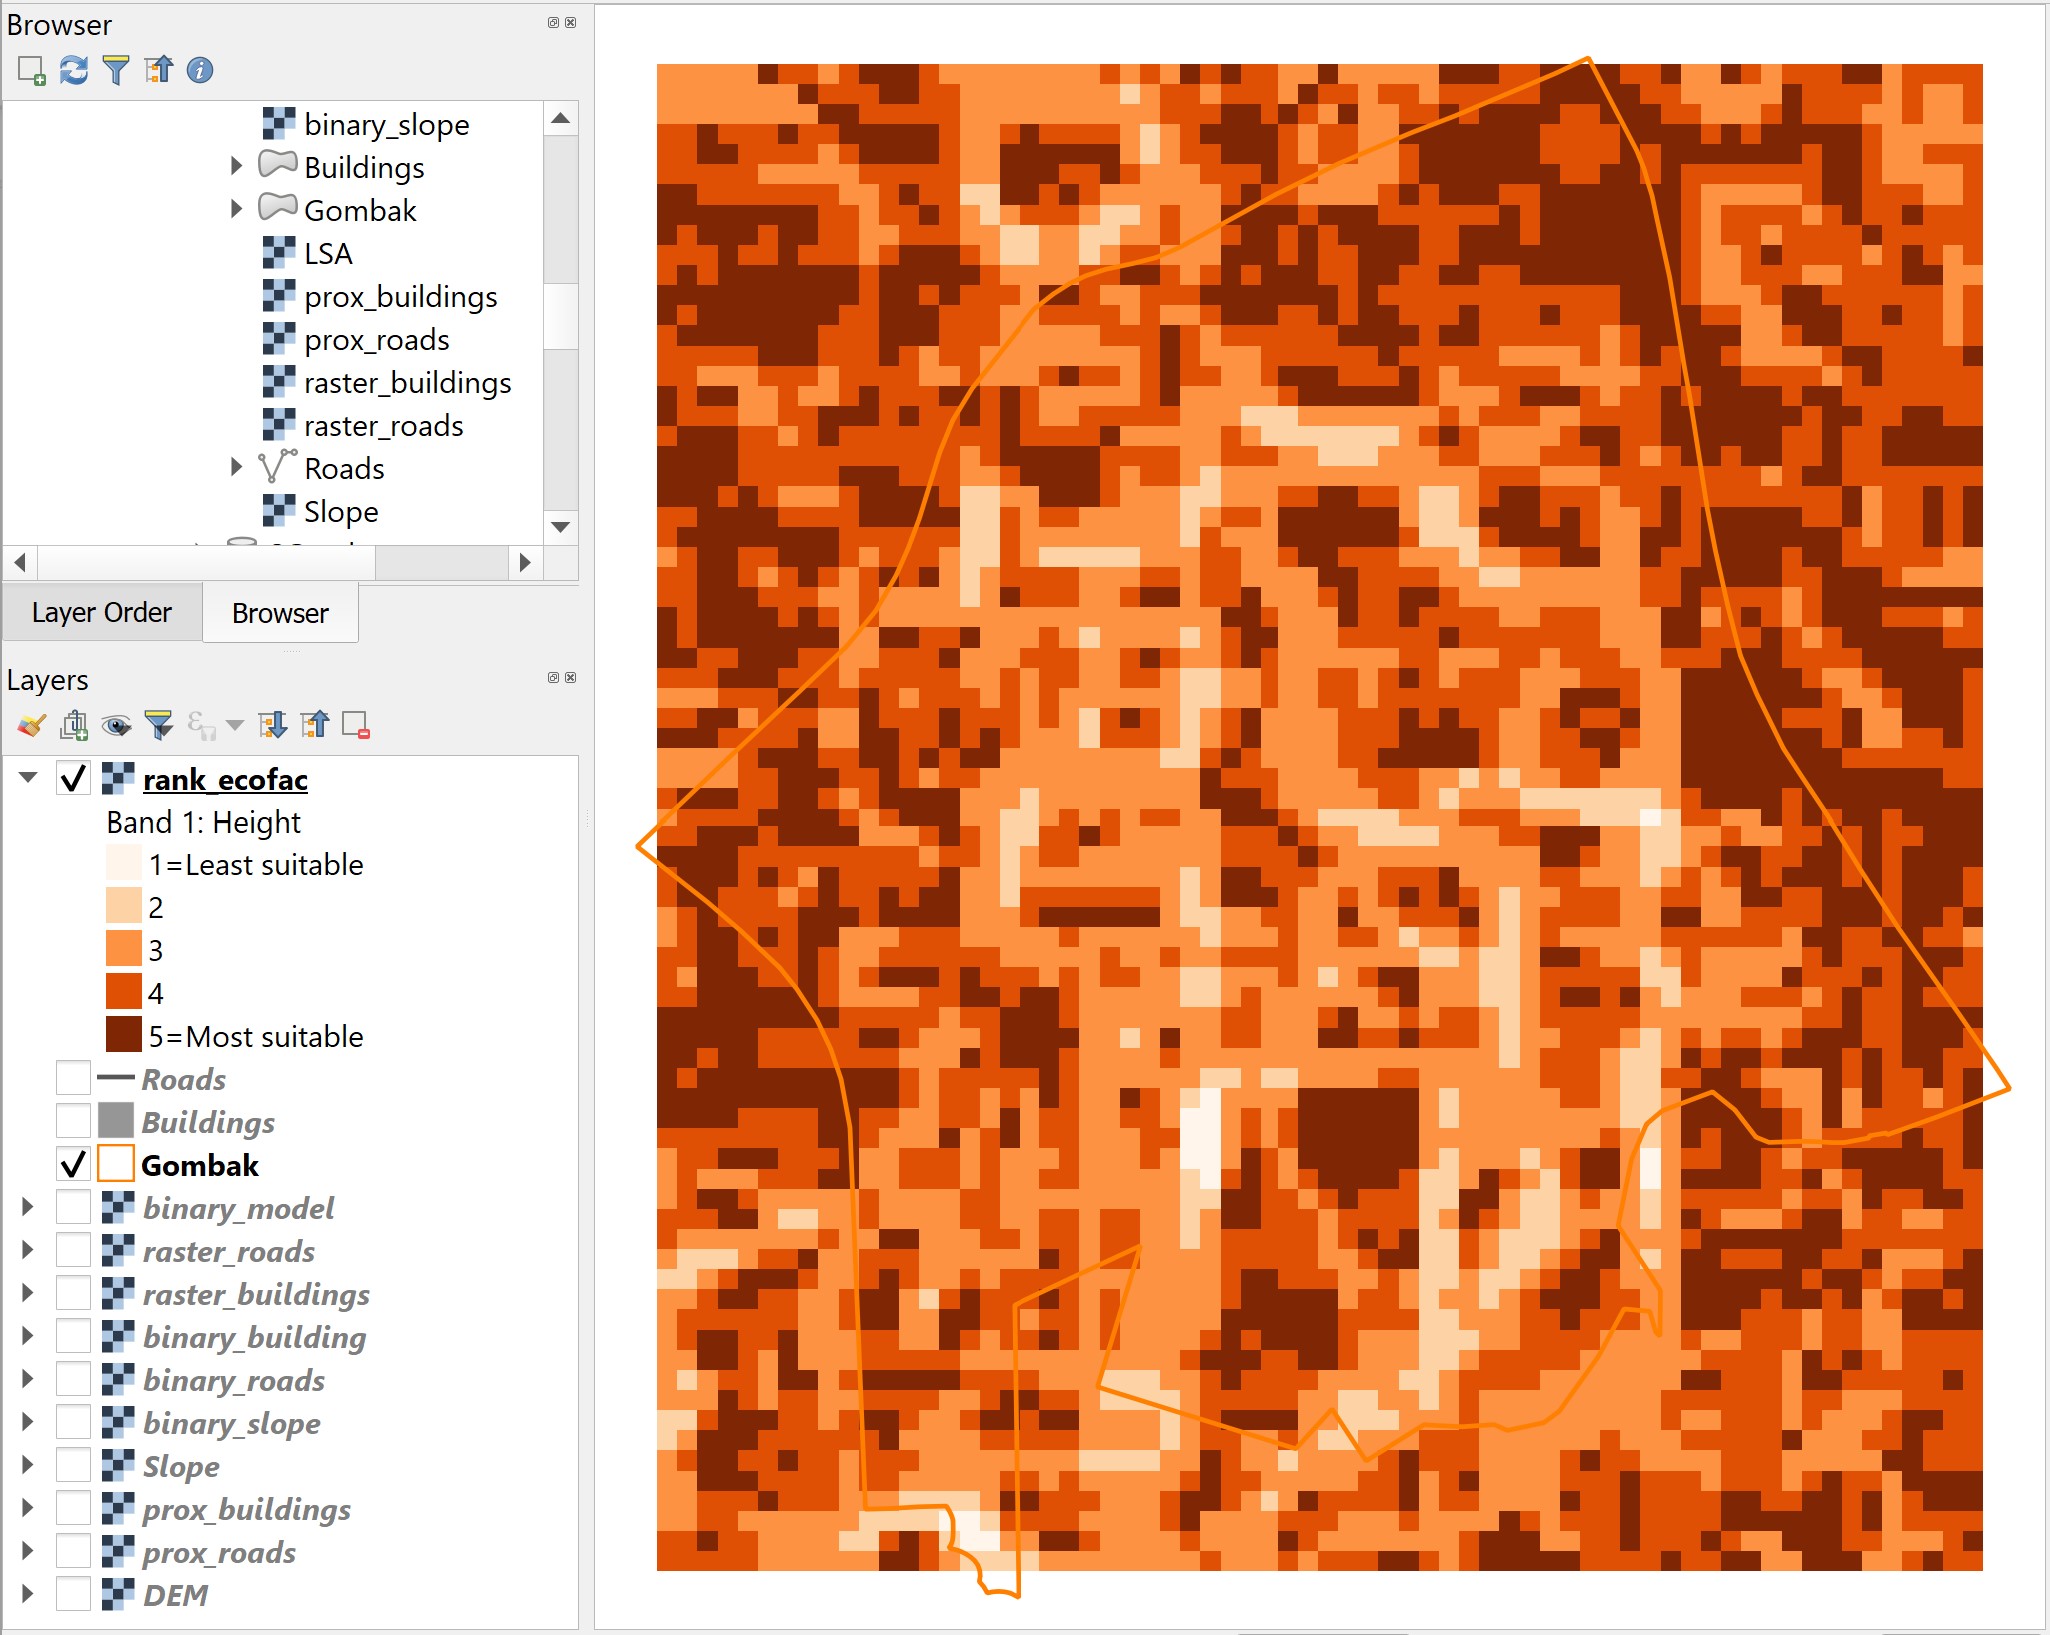 Browser
binary_slope
Buildings
Gombak
LSA
prox_buildings
prox_roads
raster_buildings
raster_roads
Roads
Slope
Layer Order
Browser
Layers
rank_ecofac
Band 1: Height
1=Least suitable
2
3
4
5=Most suitable
Roads
Buildings
Gombak
binary_model
raster_roads
raster_buildings
binary_building
binary_roads
binary_slope
Slope
prox_buildings
prox_roads
DEM